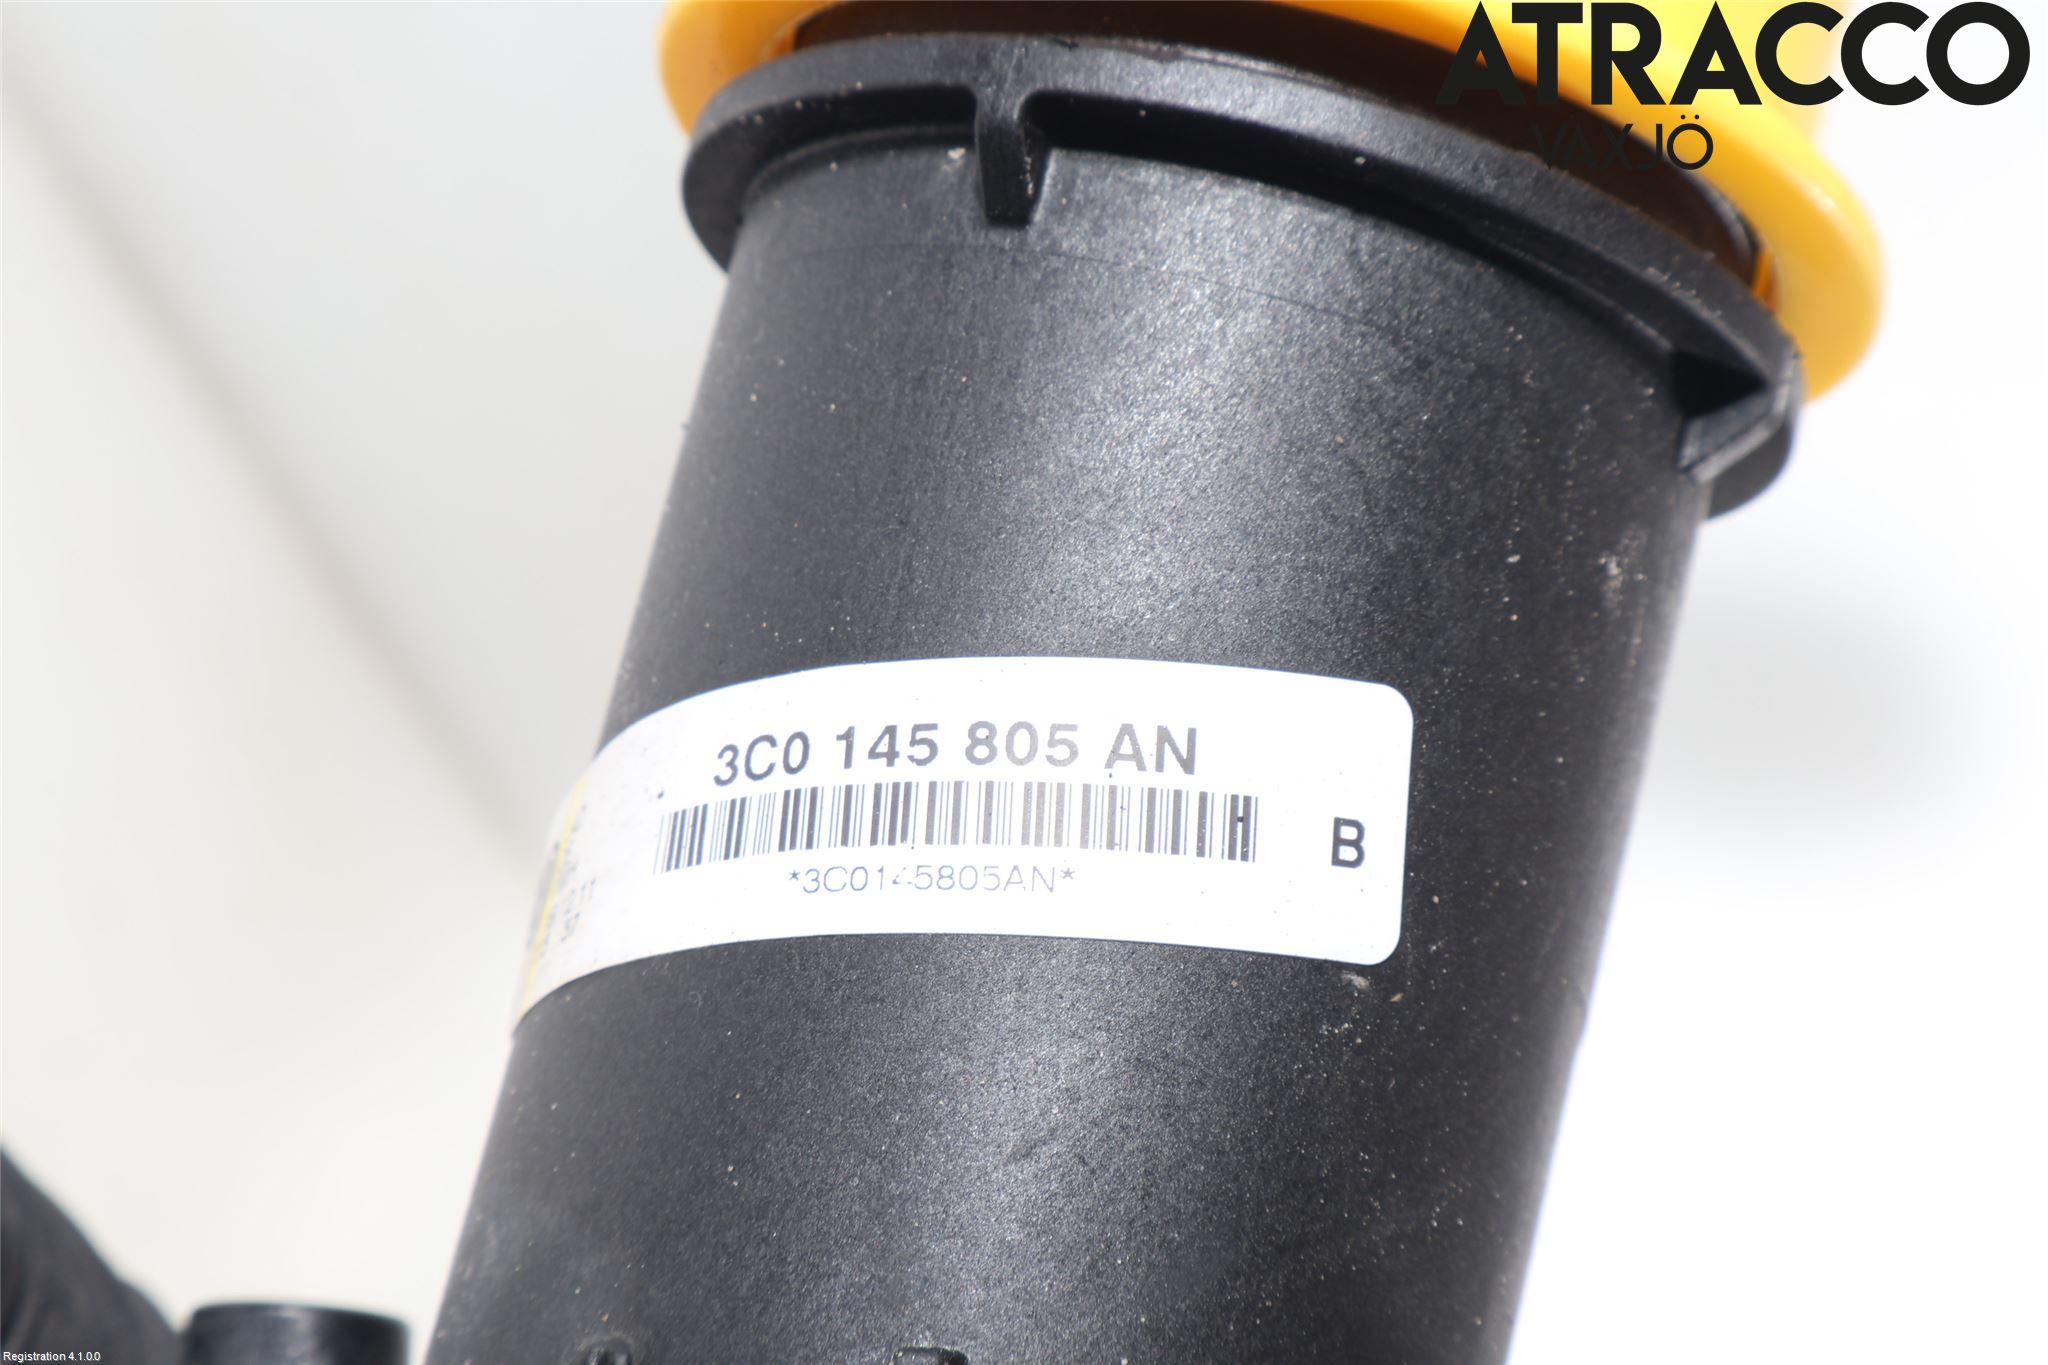 ATRACCO
VÄXJÖ
3C0 145 805 AN
B
*3C0145805AN*
Registration 4.1.0.0